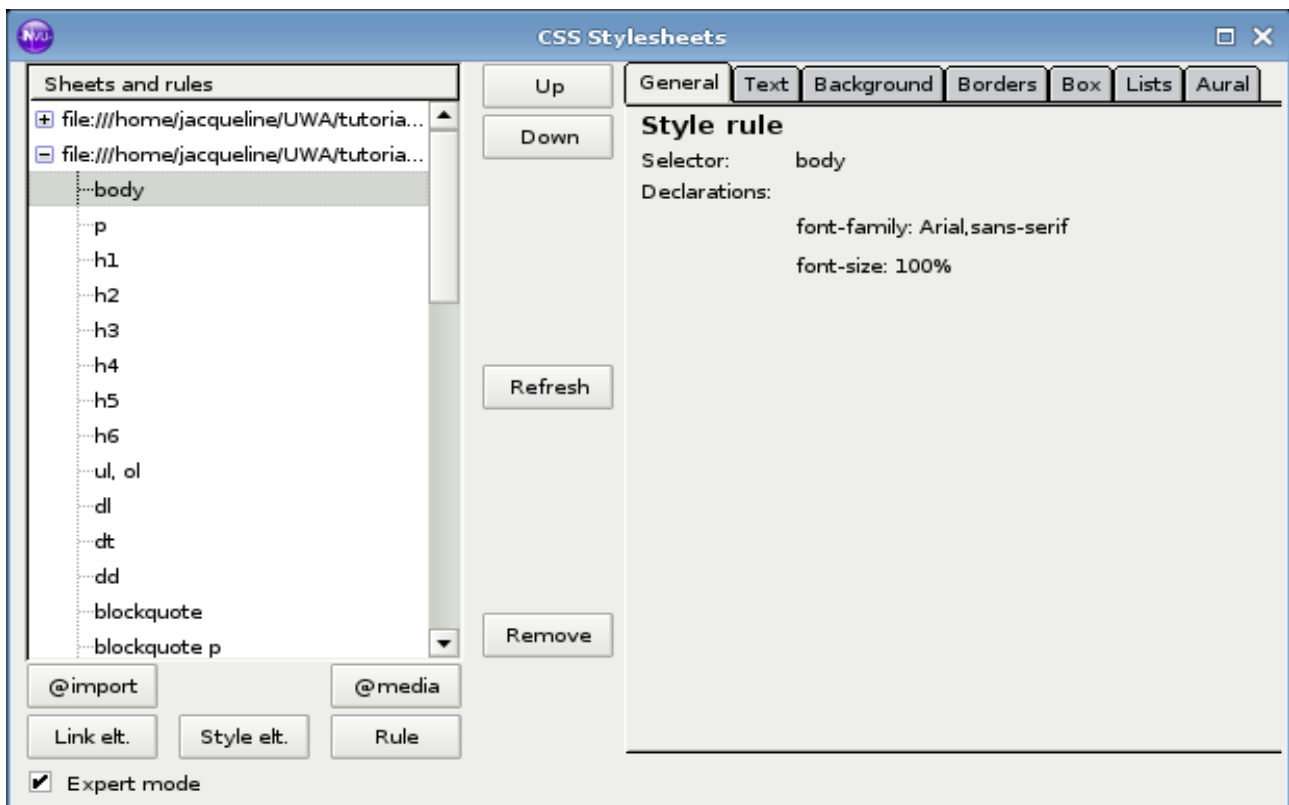 NVU
CSS Stylesheets
Sheets and rules
file:///home/jacqueline/UWA/tutoria...
file:///home/jacqueline/UWA/tutoria...
body
p
h1
h2
h3
h4
h5
h6
ul, ol
dl
dt
dd
blockquote
blockquote p
@import
@media
Link elt.
Style elt.
Rule
Expert mode
Up
Down
Refresh
Remove
General Text Background Borders Box Lists Aural
Style rule
Selector: body
Declarations:
font-family: Arial,sans-serif
font-size: 100%